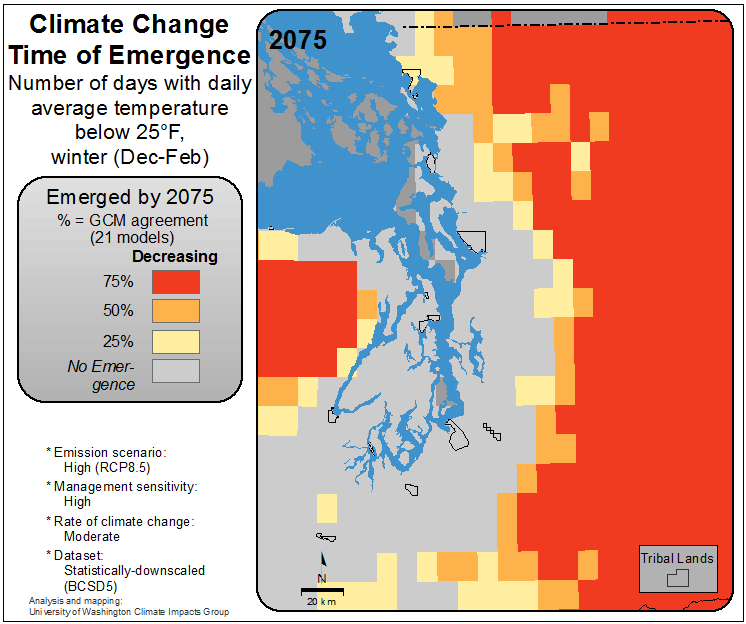 Climate Change
Time of Emergence
Number of days with daily
average temperature
below 25°F,
winter (Dec-Feb)
Emerged by 2075
% = GCM agreement
(21 models)
Decreasing
75%
50%
25%
No Emer-
gence
* Emission scenario:
High (RCP8.5)
* Management sensitivity:
High
* Rate of climate change:
Moderate
* Dataset:
Statistically-downscaled
(BCSD5)
Analysis and mapping:
University of Washington Climate Impacts Group
2075
N
20 km
Tribal Lands